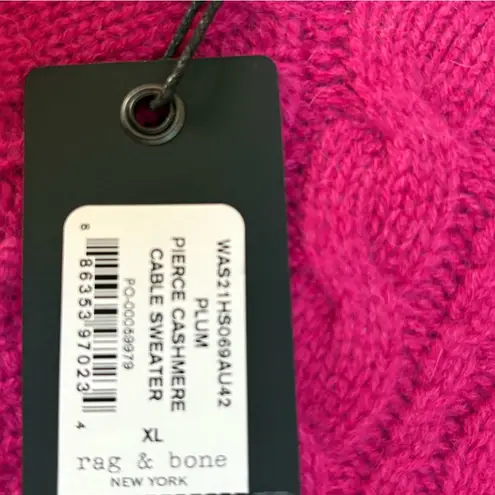 WAS21HS069AU42
PLUM
PIERCE CASHMERE
CABLE SWEATER
PO-00059979
8 86353 97023 4
XL
rag & bone
NEW YORK